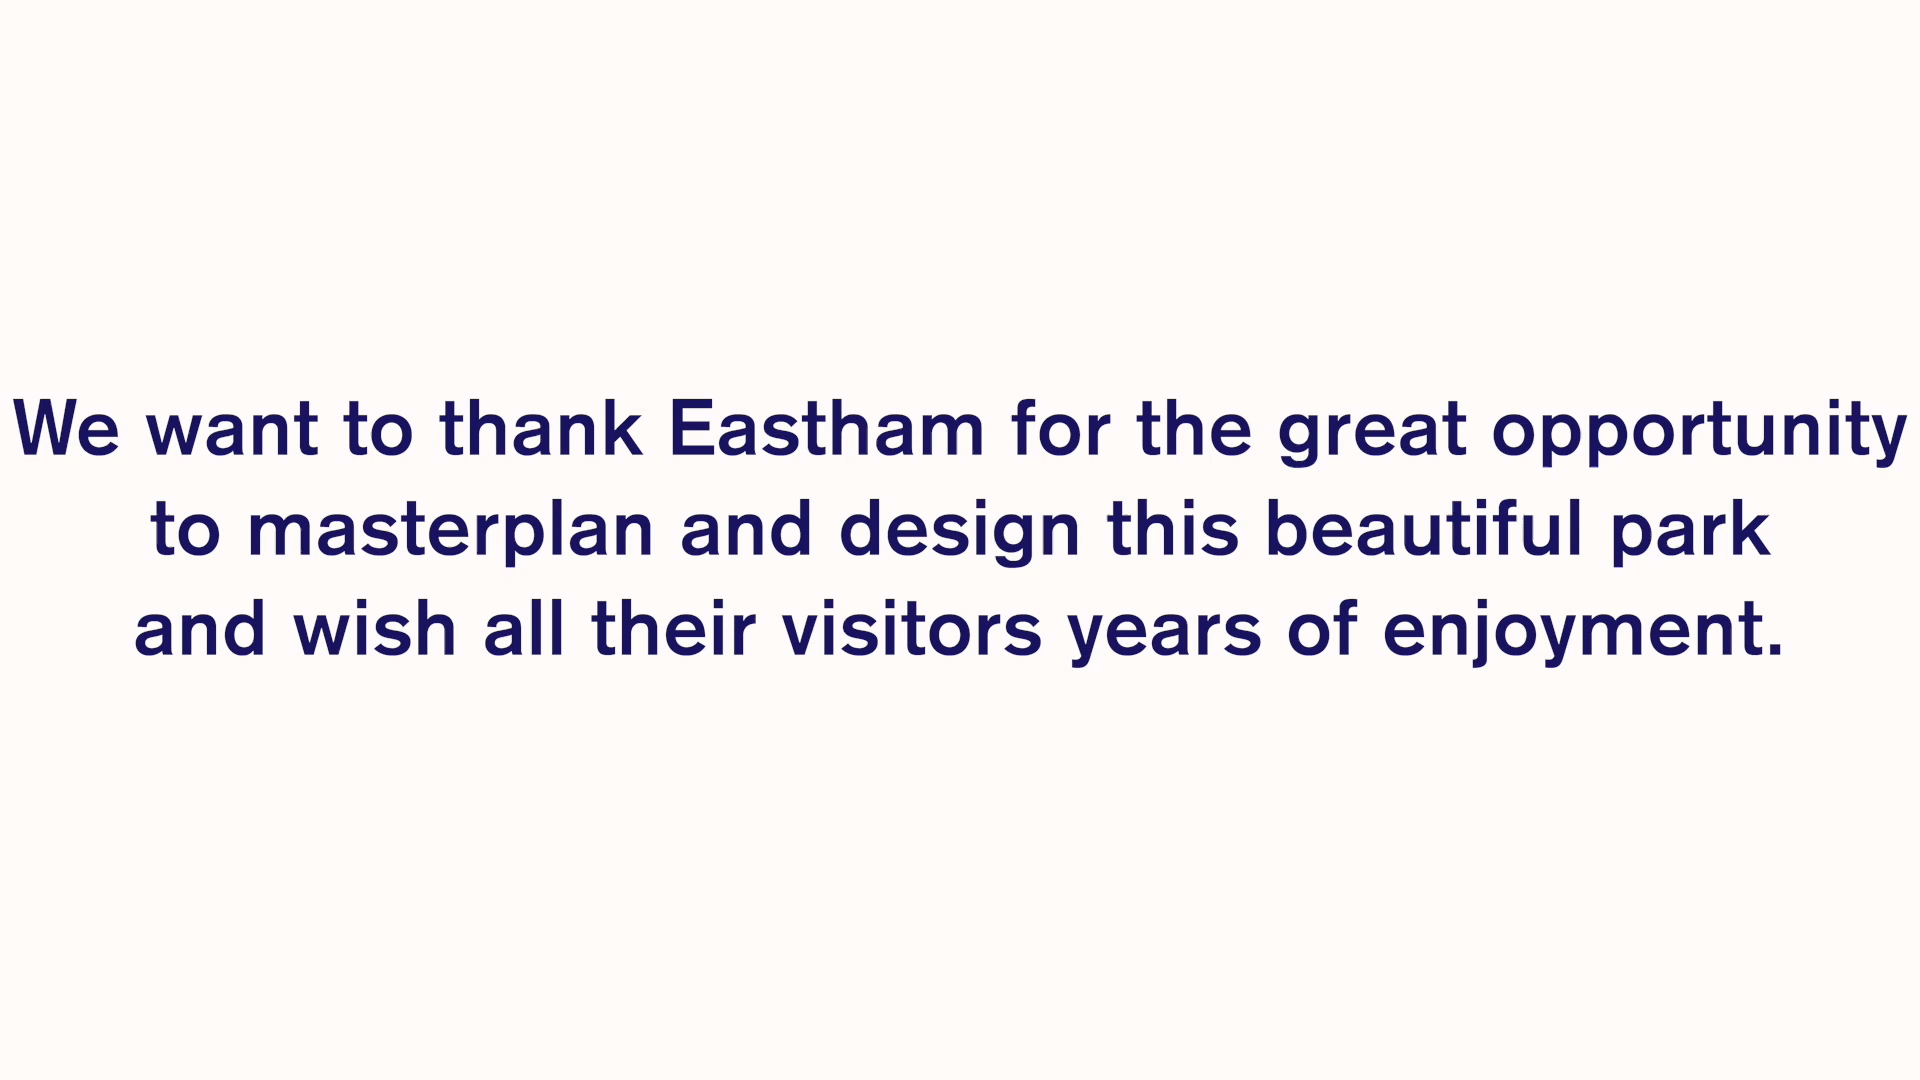 We want to thank Eastham for the great opportunity
to masterplan and design this beautiful park
and wish all their visitors years of enjoyment.